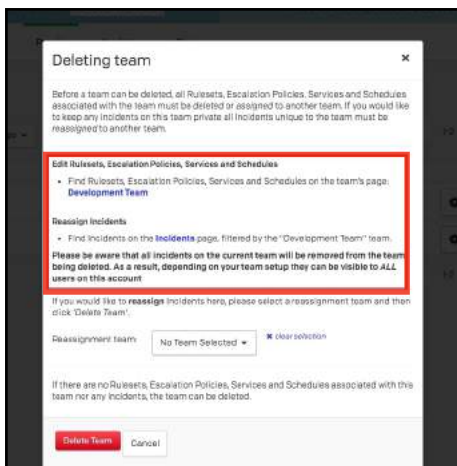 Deleting team ×
Before a team can be deleted, all Rulesets, Escalation Policies, Services and Schedules
associated with the team must be deleted or assigned to another team. If you would like
to keep any incidents on this team private all incidents unique to the team must be
reassigned to another team.
Edit Rulesets, Escalation Policies, Services and Schedules
• Find Rulesets, Escalation Policies, Services and Schedules on the team's page:
Development Team
Reassign Incidents
• Find Incidents on the Incidents page, filtered by the "Development Team" team.
Please be aware that all incidents on the current team will be removed from the team
being deleted. As a result, depending on your team setup they can be visible to ALL
users on this account
If you would like to reassign incidents here, please select a reassignment team and then
click 'Delete Team'.
Reassignment team: No Team Selected ▾ × clear selection
If there are no Rulesets, Escalation Policies, Services and Schedules associated with this
team nor any incidents, the team can be deleted.
Delete Team Cancel